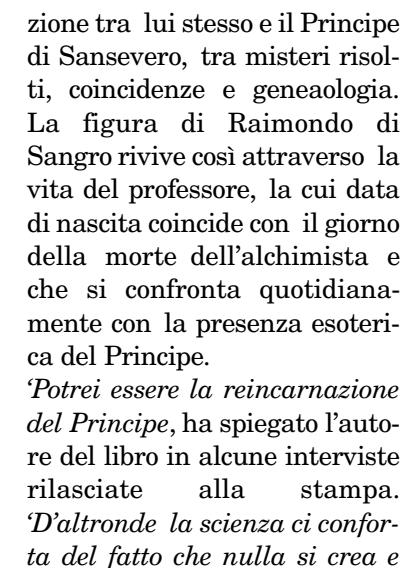 zione tra lui stesso e il Principe
di Sansevero, tra misteri risol-
ti, coincidenze e geneaologia.
La figura di Raimondo di
Sangro rivive così attraverso la
vita del professore, la cui data
di nascita coincide con il giorno
della morte dell’alchimista e
che si confronta quotidiana-
mente con la presenza esoteri-
ca del Principe.
‘Potrei essere la reincarnazione
del Principe, ha spiegato l’auto-
re del libro in alcune interviste
rilasciate alla stampa.
‘D’altronde la scienza ci confor-
ta del fatto che nulla si crea e